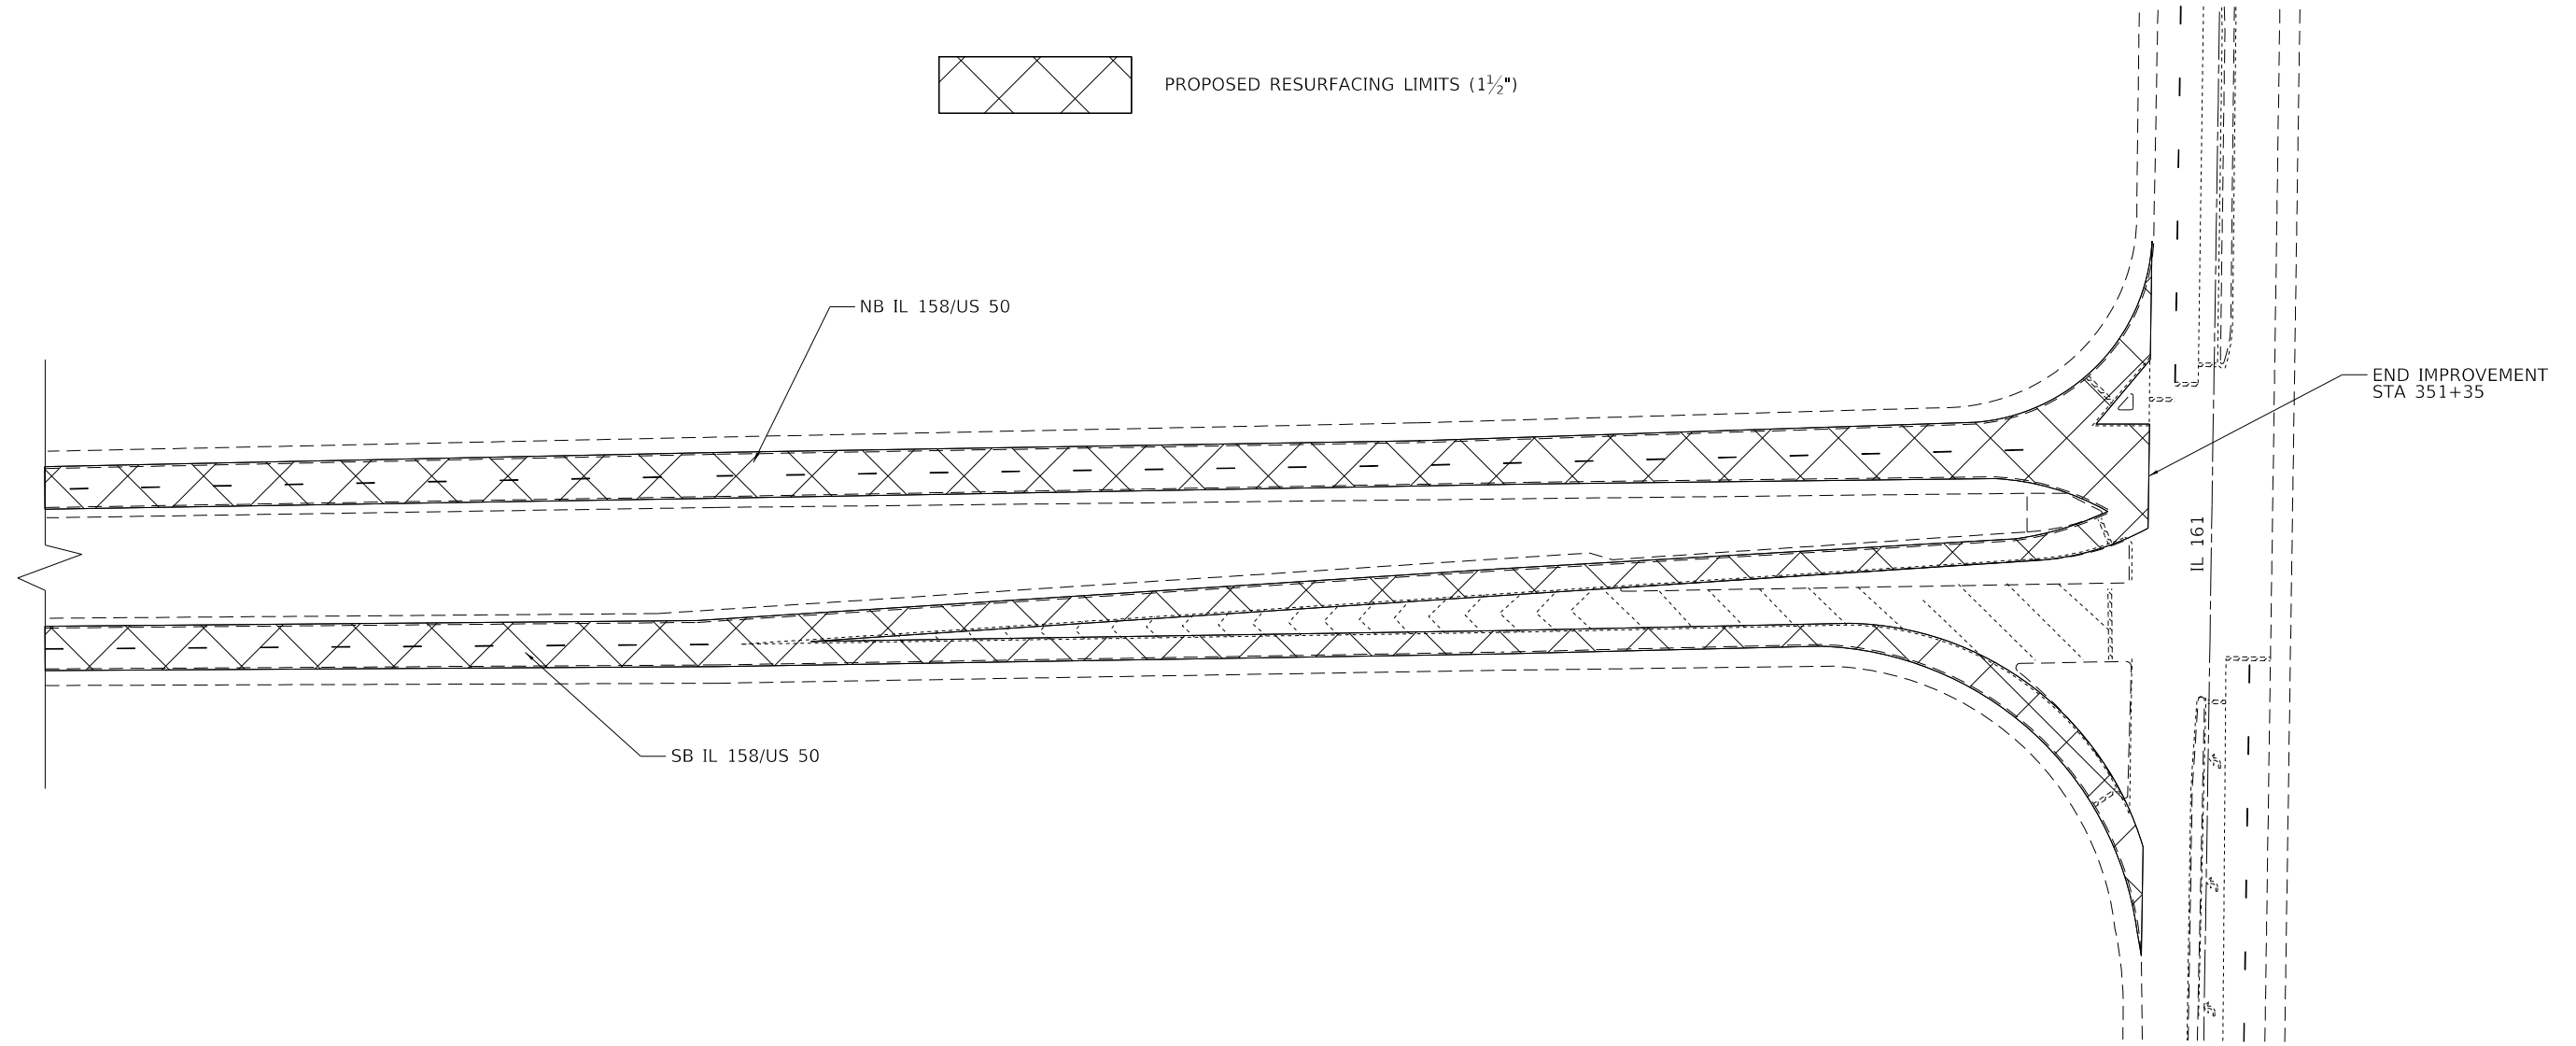 PROPOSED RESURFACING LIMITS (1½")
NB IL 158/US 50
END IMPROVEMENT
STA 351+35
IL 161
SB IL 158/US 50